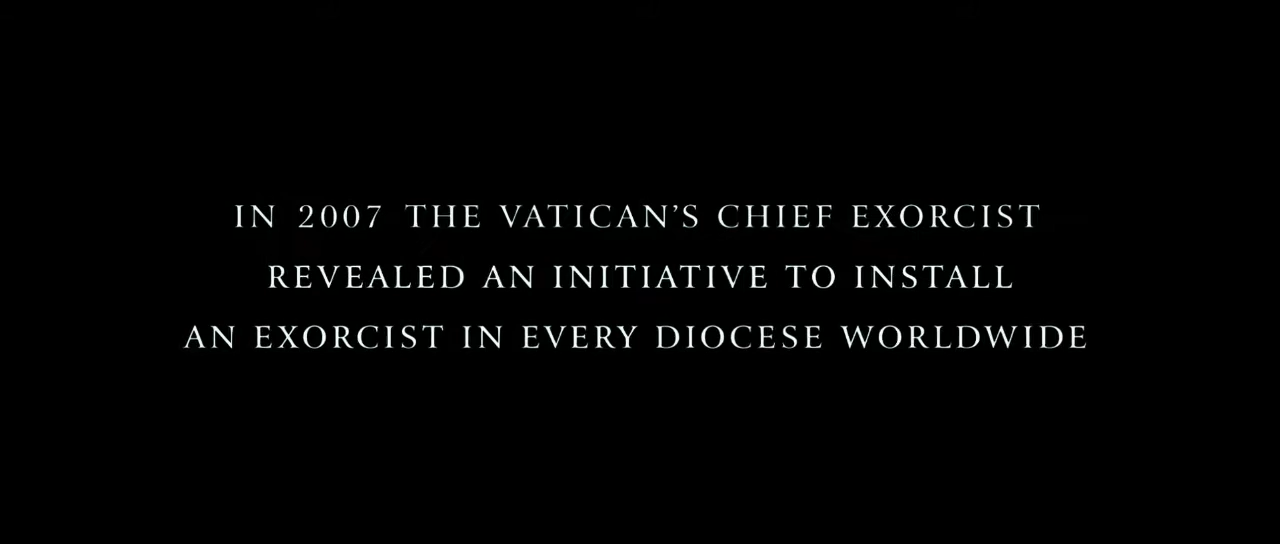 IN 2007 THE VATICAN’S CHIEF EXORCIST
REVEALED AN INITIATIVE TO INSTALL
AN EXORCIST IN EVERY DIOCESE WORLDWIDE